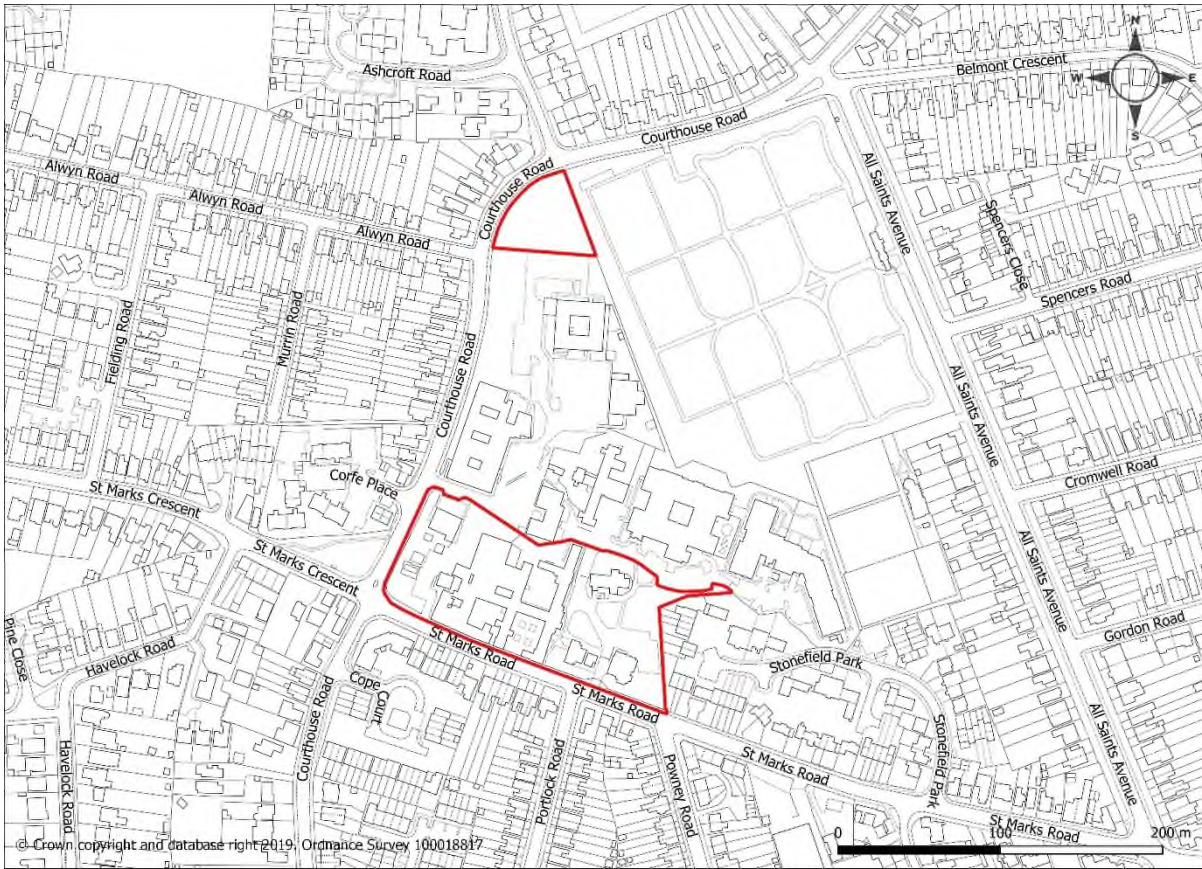 N
W E
S
Ashcroft Road
Belmont Crescent
Courthouse Road
Courthouse Road
All Saints Avenue
Alwyn Road
Alwyn Road
Alwyn Road
Spencers Close
Spencers Road
Fielding Road
Murrin Road
Courthouse Road
All Saints Avenue
Cromwell Road
Corfe Place
St Marks Crescent
St Marks Crescent
All Saints Avenue
Gordon Road
Pine Close
Havelock Road
St Marks Road
Stonefield Park
Cope Court
St Marks Road
Havelock Road
Courthouse Road
Portlock Road
Powney Road
St Marks Road
Stonefield Park
All Saints Avenue
St Marks Road
© Crown copyright and database right 2019. Ordnance Survey 100018817
0 100 200 m